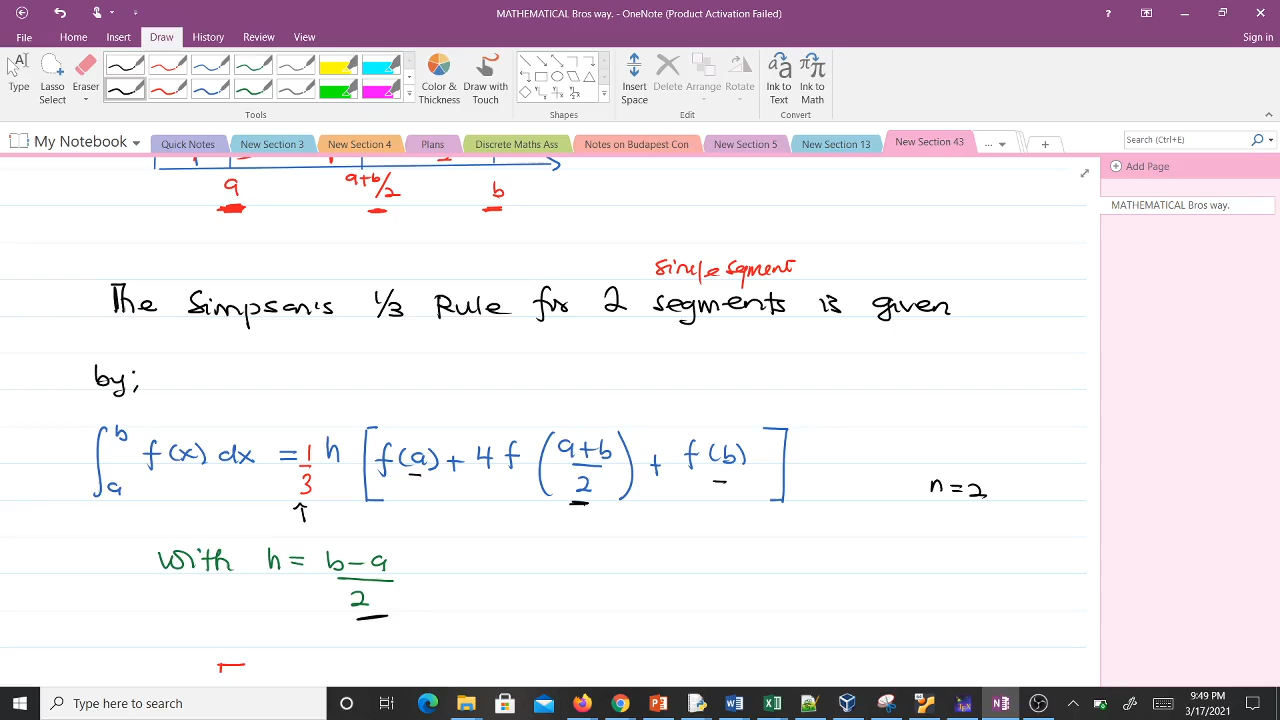 MATHEMATICAL Bros way. - OneNote (Product Activation Failed)
File Home Insert Draw History Review View Sign in
Type Lasso Select Eraser Color & Thickness Draw with Touch Insert Space Delete Arrange Rotate Ink to Text Ink to Math
Tools Shapes Edit Convert
My Notebook Quick Notes New Section 3 New Section 4 Plans Discrete Maths Ass Notes on Budapest Con New Section 5 New Section 13 New Section 43 ... Search (Ctrl+E)
Add Page
MATHEMATICAL Bros way.
a a+b/2 b
single segment
The Simpson's 1/3 Rule for 2 segments is given
by;
∫_a^b f(x) dx = 1/3 h [f(a) + 4 f ((a+b)/2) + f(b)]
n = 2
with h = (b-a)/2
Type here to search
9:49 PM
3/17/2021